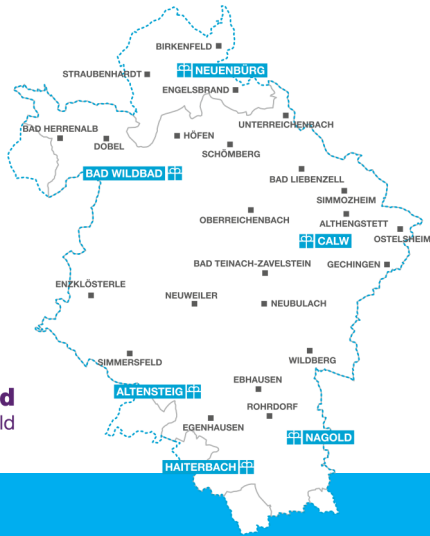 BIRKENFELD
STRAUBENHARDT
NEUENBÜRG
ENGELSBRAND
UNTERREICHENBACH
BAD HERRENALB
DOBEL
HÖFEN
SCHÖMBERG
BAD WILDBAD
BAD LIEBENZELL
SIMMOZHEIM
OBERREICHENBACH
ALTHENGSTETT
OSTELSHEIM
CALW
BAD TEINACH-ZAVELSTEIN
GECHINGEN
ENZKLÖSTERLE
NEUWEILER
NEUBULACH
SIMMERSFELD
WILDBERG
ALTENSTEIG
EBHAUSEN
d
ROHRDORF
ld
EGENHAUSEN
NAGOLD
HAITERBACH